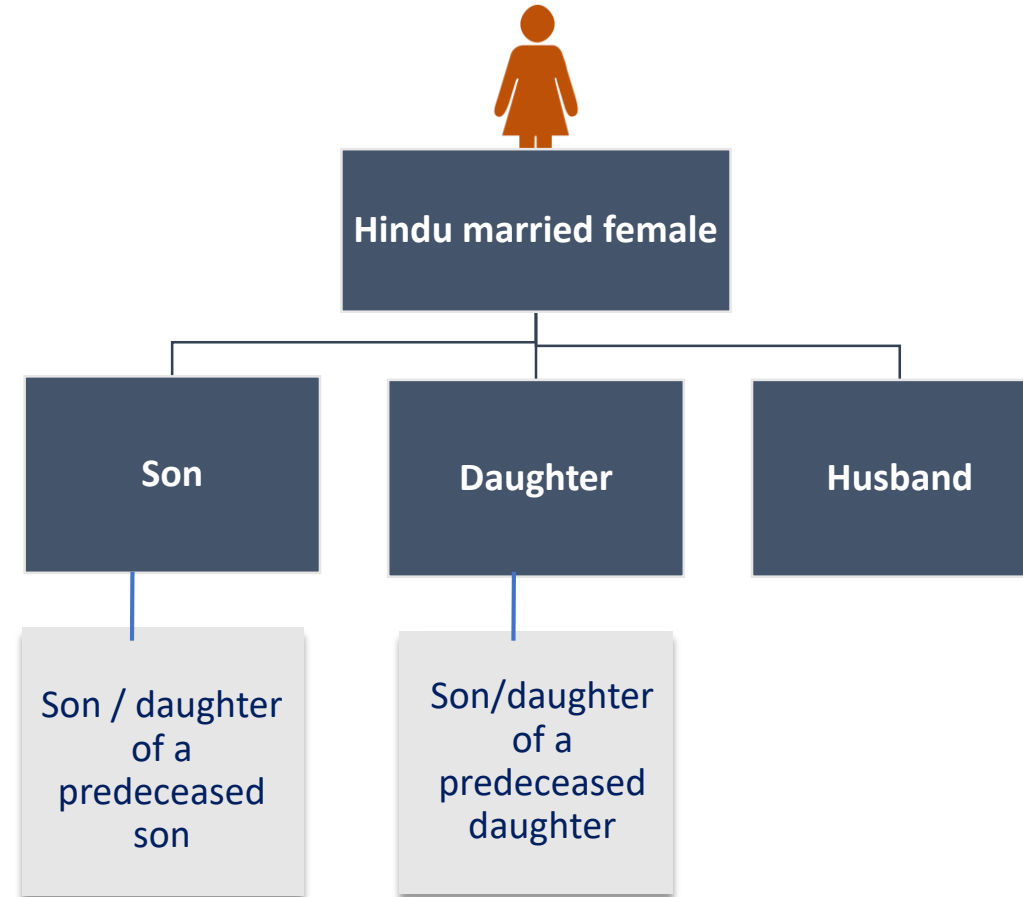 Hindu married female
Son
Daughter
Husband
Son / daughter
of a
predeceased
son
Son/daughter
of a
predeceased
daughter